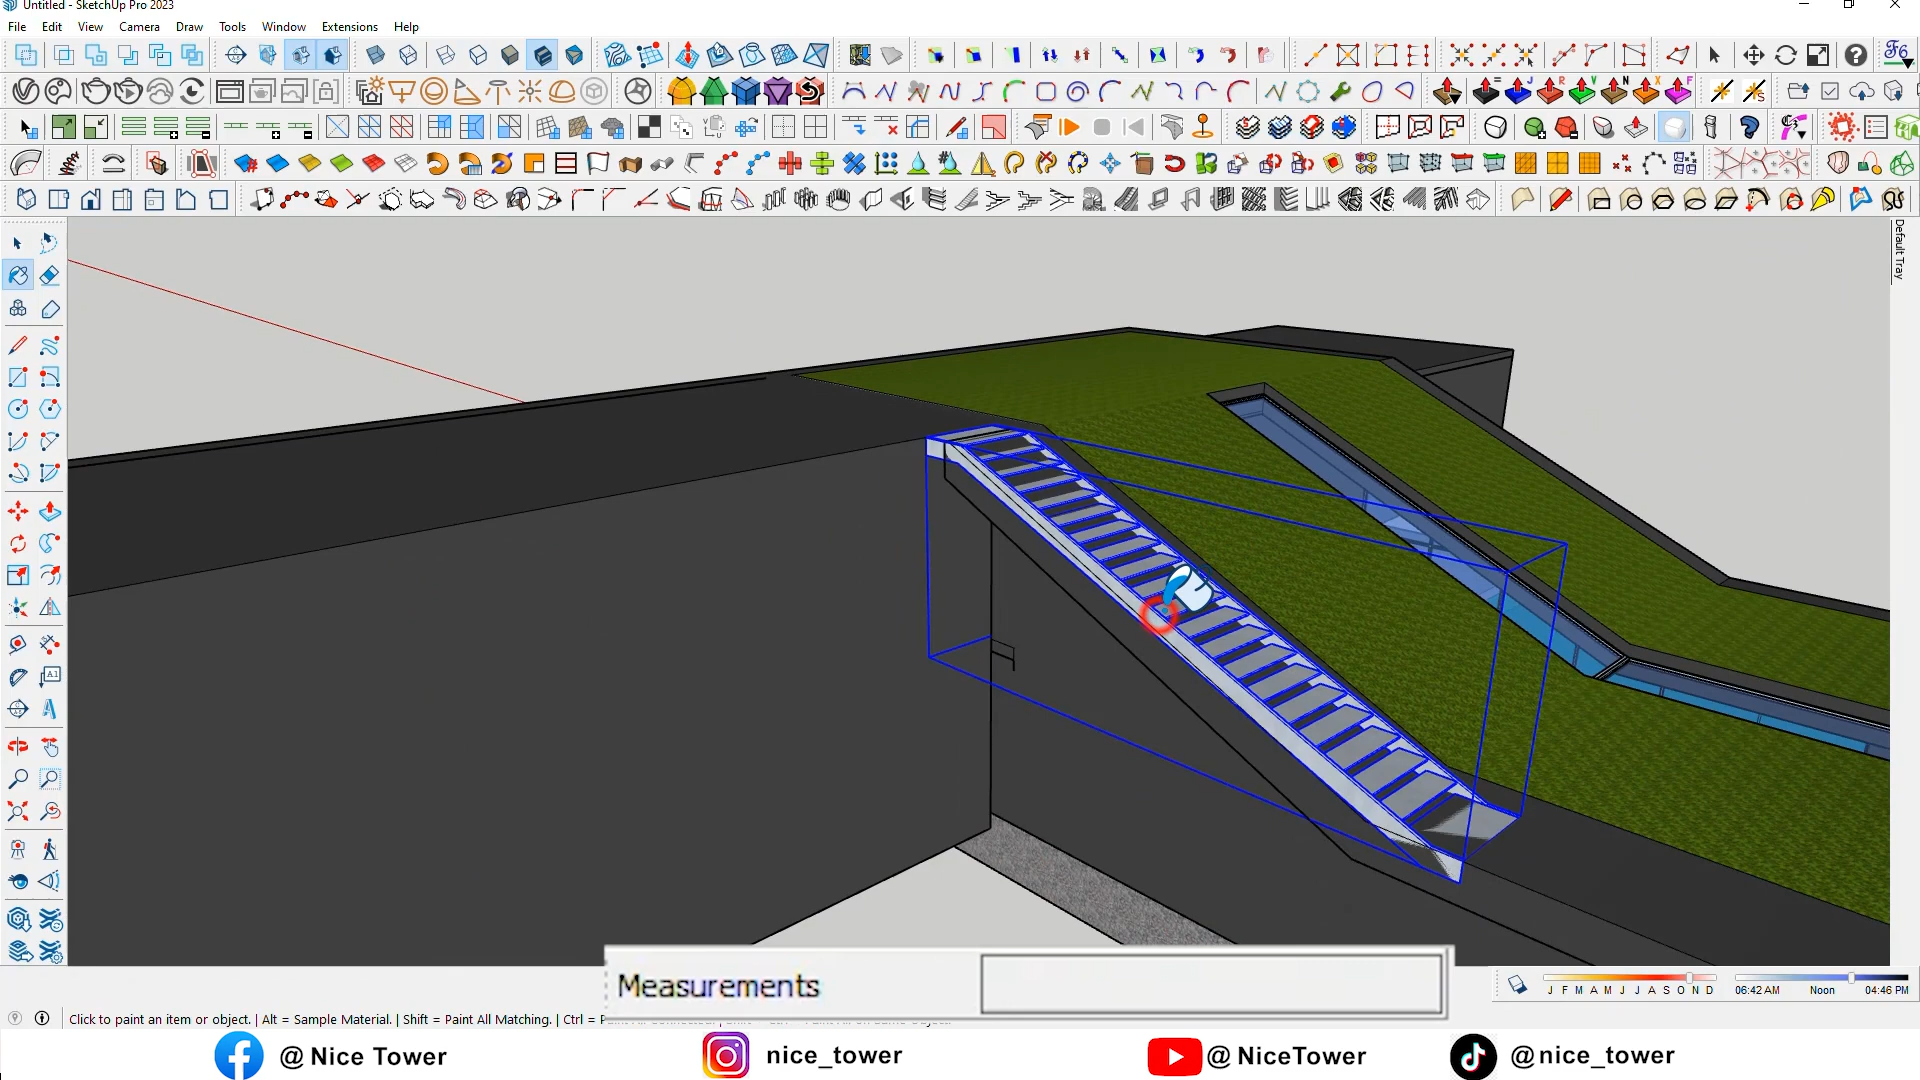 Untitled - SketchUp Pro 2023
File Edit View Camera Draw Tools Window Extensions Help
Default Tray
Measurements
J F M A M J J A S O N D 06:42 AM Noon 04:46 PM
Click to paint an item or object. | Alt = Sample Material. | Shift = Paint All Matching. | Ctrl =
@ Nice Tower nice_tower @ NiceTower @nice_tower